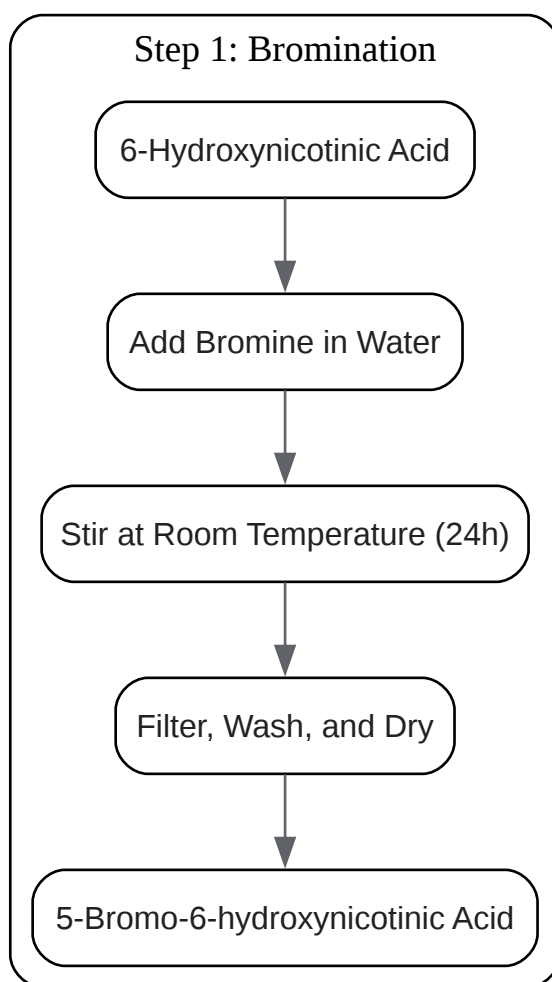 Step 1: Bromination
6-Hydroxynicotinic Acid
Add Bromine in Water
Stir at Room Temperature (24h)
Filter, Wash, and Dry
5-Bromo-6-hydroxynicotinic Acid